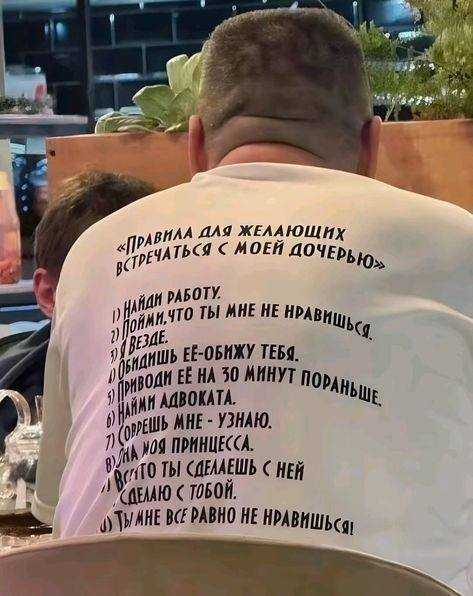 «Правила для желающих
встречаться с моей дочерью»
1) Найди работу.
2) Пойми, что ты мне не нравишься.
3) Я везде.
4) Обидишь её-обижу тебя.
5) Приводи её на 30 минут пораньше.
6) Найми адвоката.
7) Соврешь мне - узнаю.
8) Она моя принцесса.
9) Всё что ты сделаешь с ней
сделаю с тобой.
10) Ты мне все равно не нравишься!